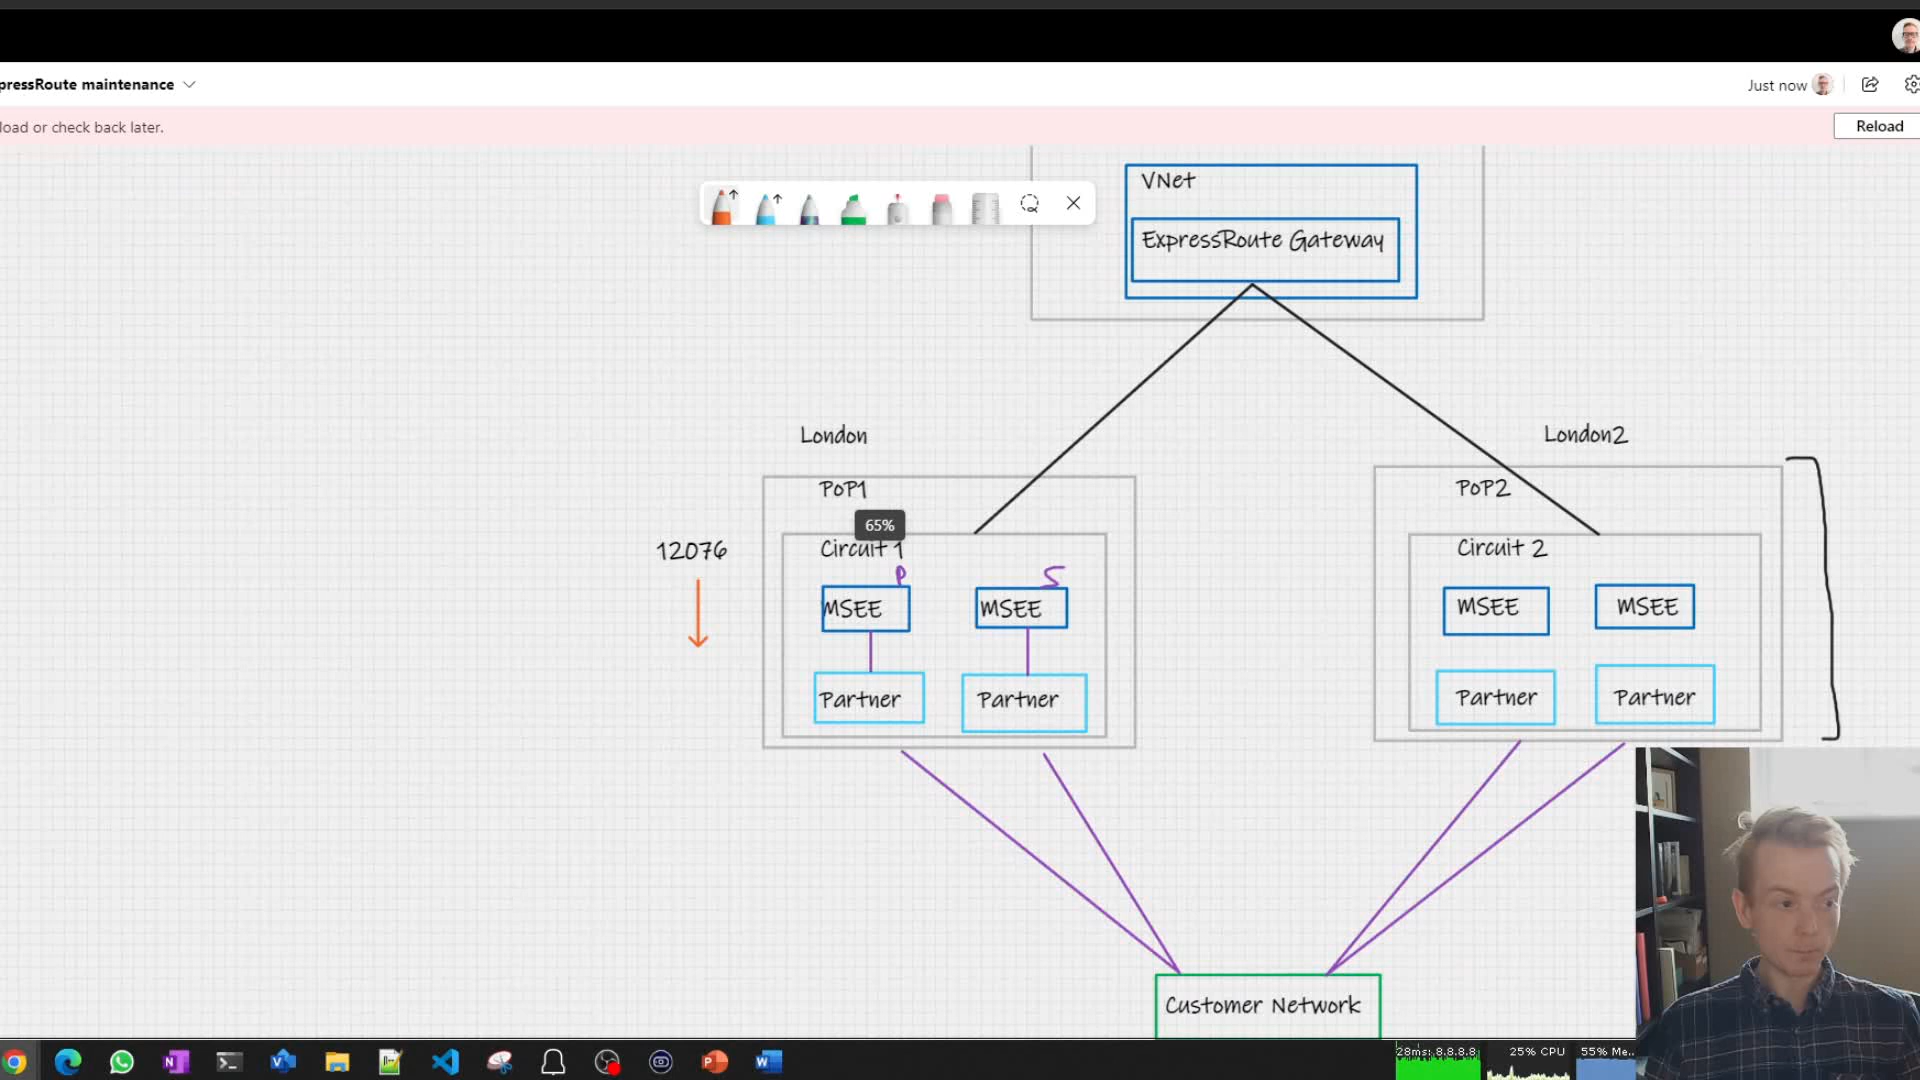 pressRoute maintenance
Just now
load or check back later.
Reload
VNet
ExpressRoute Gateway
London
London2
PoP1
PoP2
65%
12076
Circuit 1
Circuit 2
P
S
MSEE
MSEE
MSEE
MSEE
Partner
Partner
Partner
Partner
Customer Network
28ms: 8.8.8.8
25% CPU
55% Me..